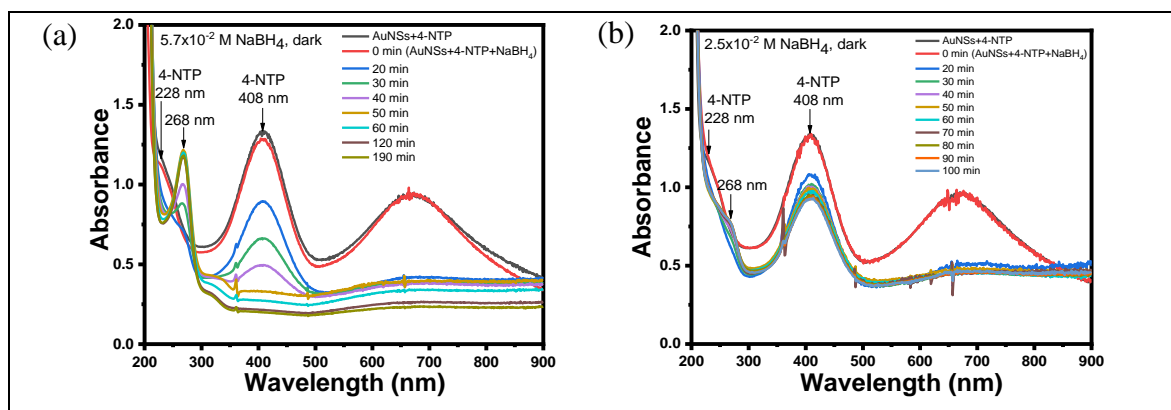 (a)
5.7x10⁻² M NaBH₄, dark
AuNSs+4-NTP
0 min (AuNSs+4-NTP+NaBH₄)
20 min
30 min
40 min
50 min
60 min
120 min
190 min
4-NTP
228 nm
268 nm
4-NTP
408 nm
Absorbance
2.0
1.5
1.0
0.5
0.0
200 300 400 500 600 700 800 900
Wavelength (nm)
(b)
2.5x10⁻² M NaBH₄, dark
AuNSs+4-NTP
0 min (AuNSs+4-NTP+NaBH₄)
20 min
30 min
40 min
50 min
60 min
70 min
80 min
90 min
100 min
4-NTP
228 nm
268 nm
4-NTP
408 nm
Absorbance
2.0
1.5
1.0
0.5
0.0
200 300 400 500 600 700 800 900
Wavelength (nm)